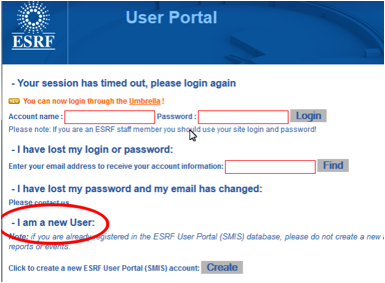 User Portal
ESRF
- Your session has timed out, please login again
NEW You can now login through the Umbrella !
Account name : Password : Login
Please note: If you are an ESRF staff member you should use your site login and password!
- I have lost my login or password:
Enter your email address to receive your account information: Find
- I have lost my password and my email has changed:
Please contact us
- I am a new User:
Note: if you are already registered in the ESRF User Portal (SMIS) database, please do not create a new
reports or events.
Click to create a new ESRF User Portal (SMIS) account: Create